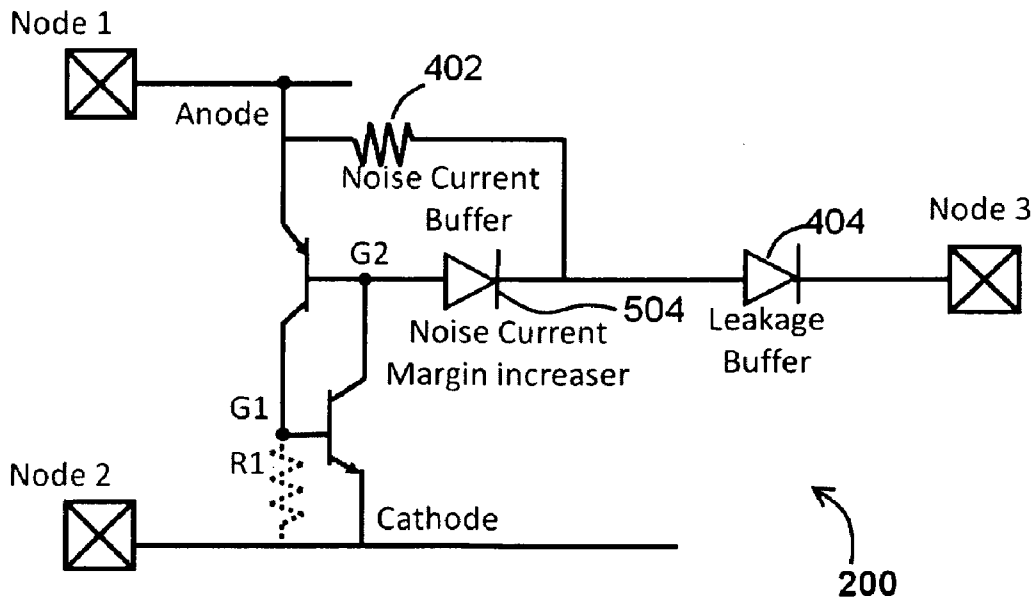 Node 1
Anode
402
Noise Current
Buffer
Node 3
404
G2
504
Noise Current
Margin increaser
Leakage
Buffer
G1
R1
Node 2
Cathode
200